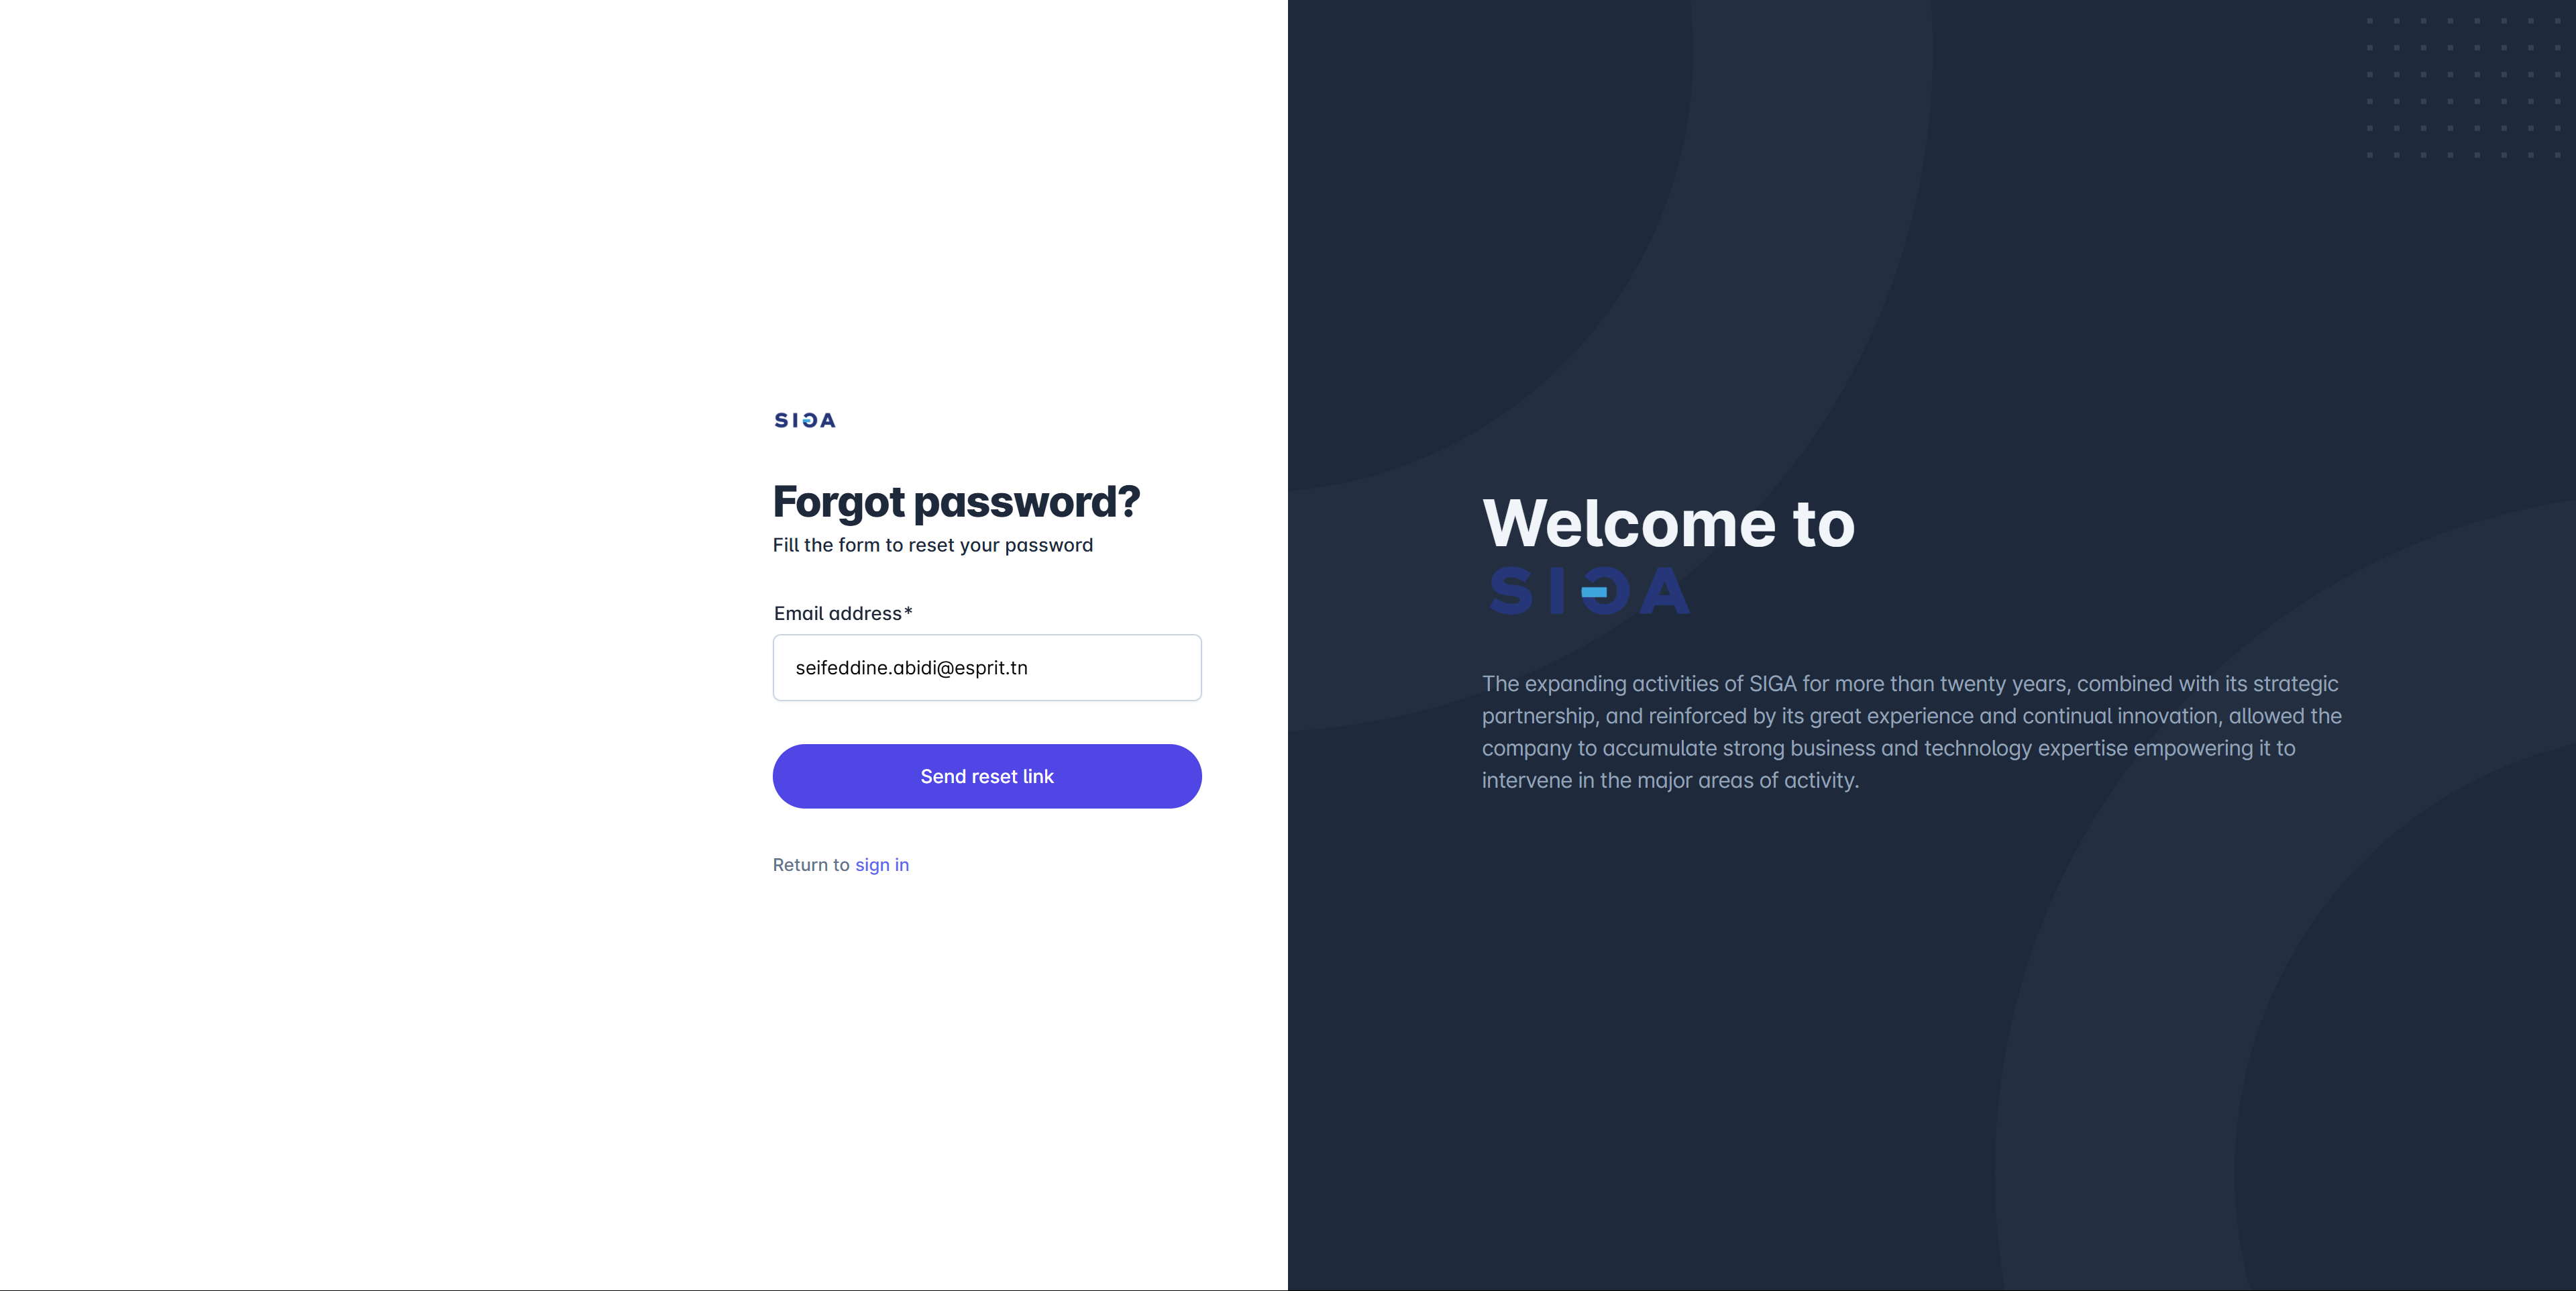 SIGA
Forgot password?
Fill the form to reset your password
Email address*
seifeddine.abidi@esprit.tn
Send reset link
Return to sign in
Welcome to
SIGA
The expanding activities of SIGA for more than twenty years, combined with its strategic
partnership, and reinforced by its great experience and continual innovation, allowed the
company to accumulate strong business and technology expertise empowering it to
intervene in the major areas of activity.